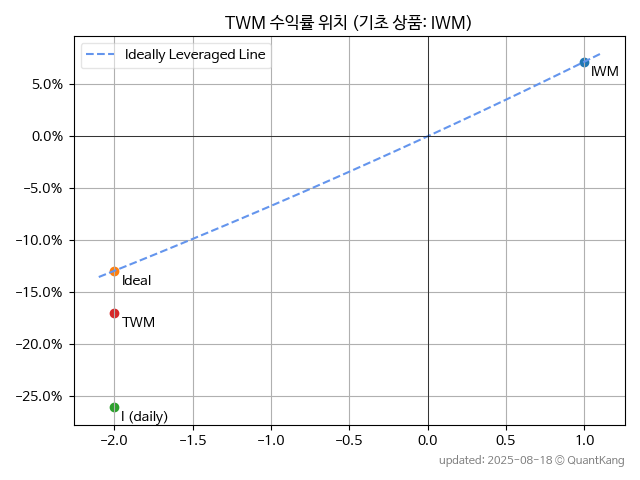 TWM 수익률 위치 (기초 상품: IWM)
Ideally Leveraged Line
IWM
5.0%
0.0%
−5.0%
−10.0%
Ideal
−15.0%
TWM
−20.0%
−25.0%
I (daily)
−2.0 −1.5 −1.0 −0.5 0.0 0.5 1.0
updated: 2025-08-18 © QuantKang